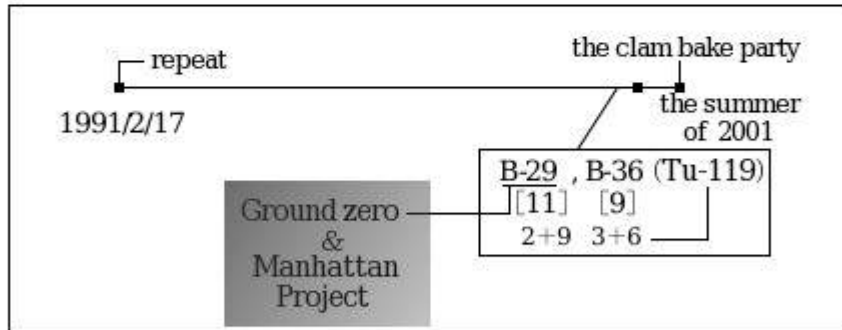 repeat
the clam bake party
1991/2/17
the summer
of 2001
B-29 , B-36 (Tu-119)
[11] [9]
2+9 3+6
Ground zero
&
Manhattan
Project